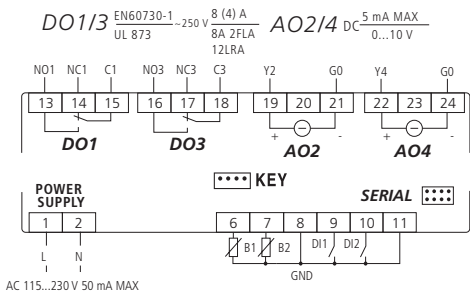 DO1/3 EN60730-1 ~250 V 8 (4) A AO2/4 DC 5 mA MAX
UL 873 8A 2FLA 0...10 V
12LRA
NO1 NC1 C1 NO3 NC3 C3 Y2 G0 Y4 G0
13 14 15 16 17 18 19 20 21 22 23 24
+ - + -
DO1 DO3 AO2 AO4
KEY
POWER SUPPLY SERIAL
1 2 6 7 8 9 10 11
L N B1 B2 DI1 DI2
GND
AC 115...230 V 50 mA MAX